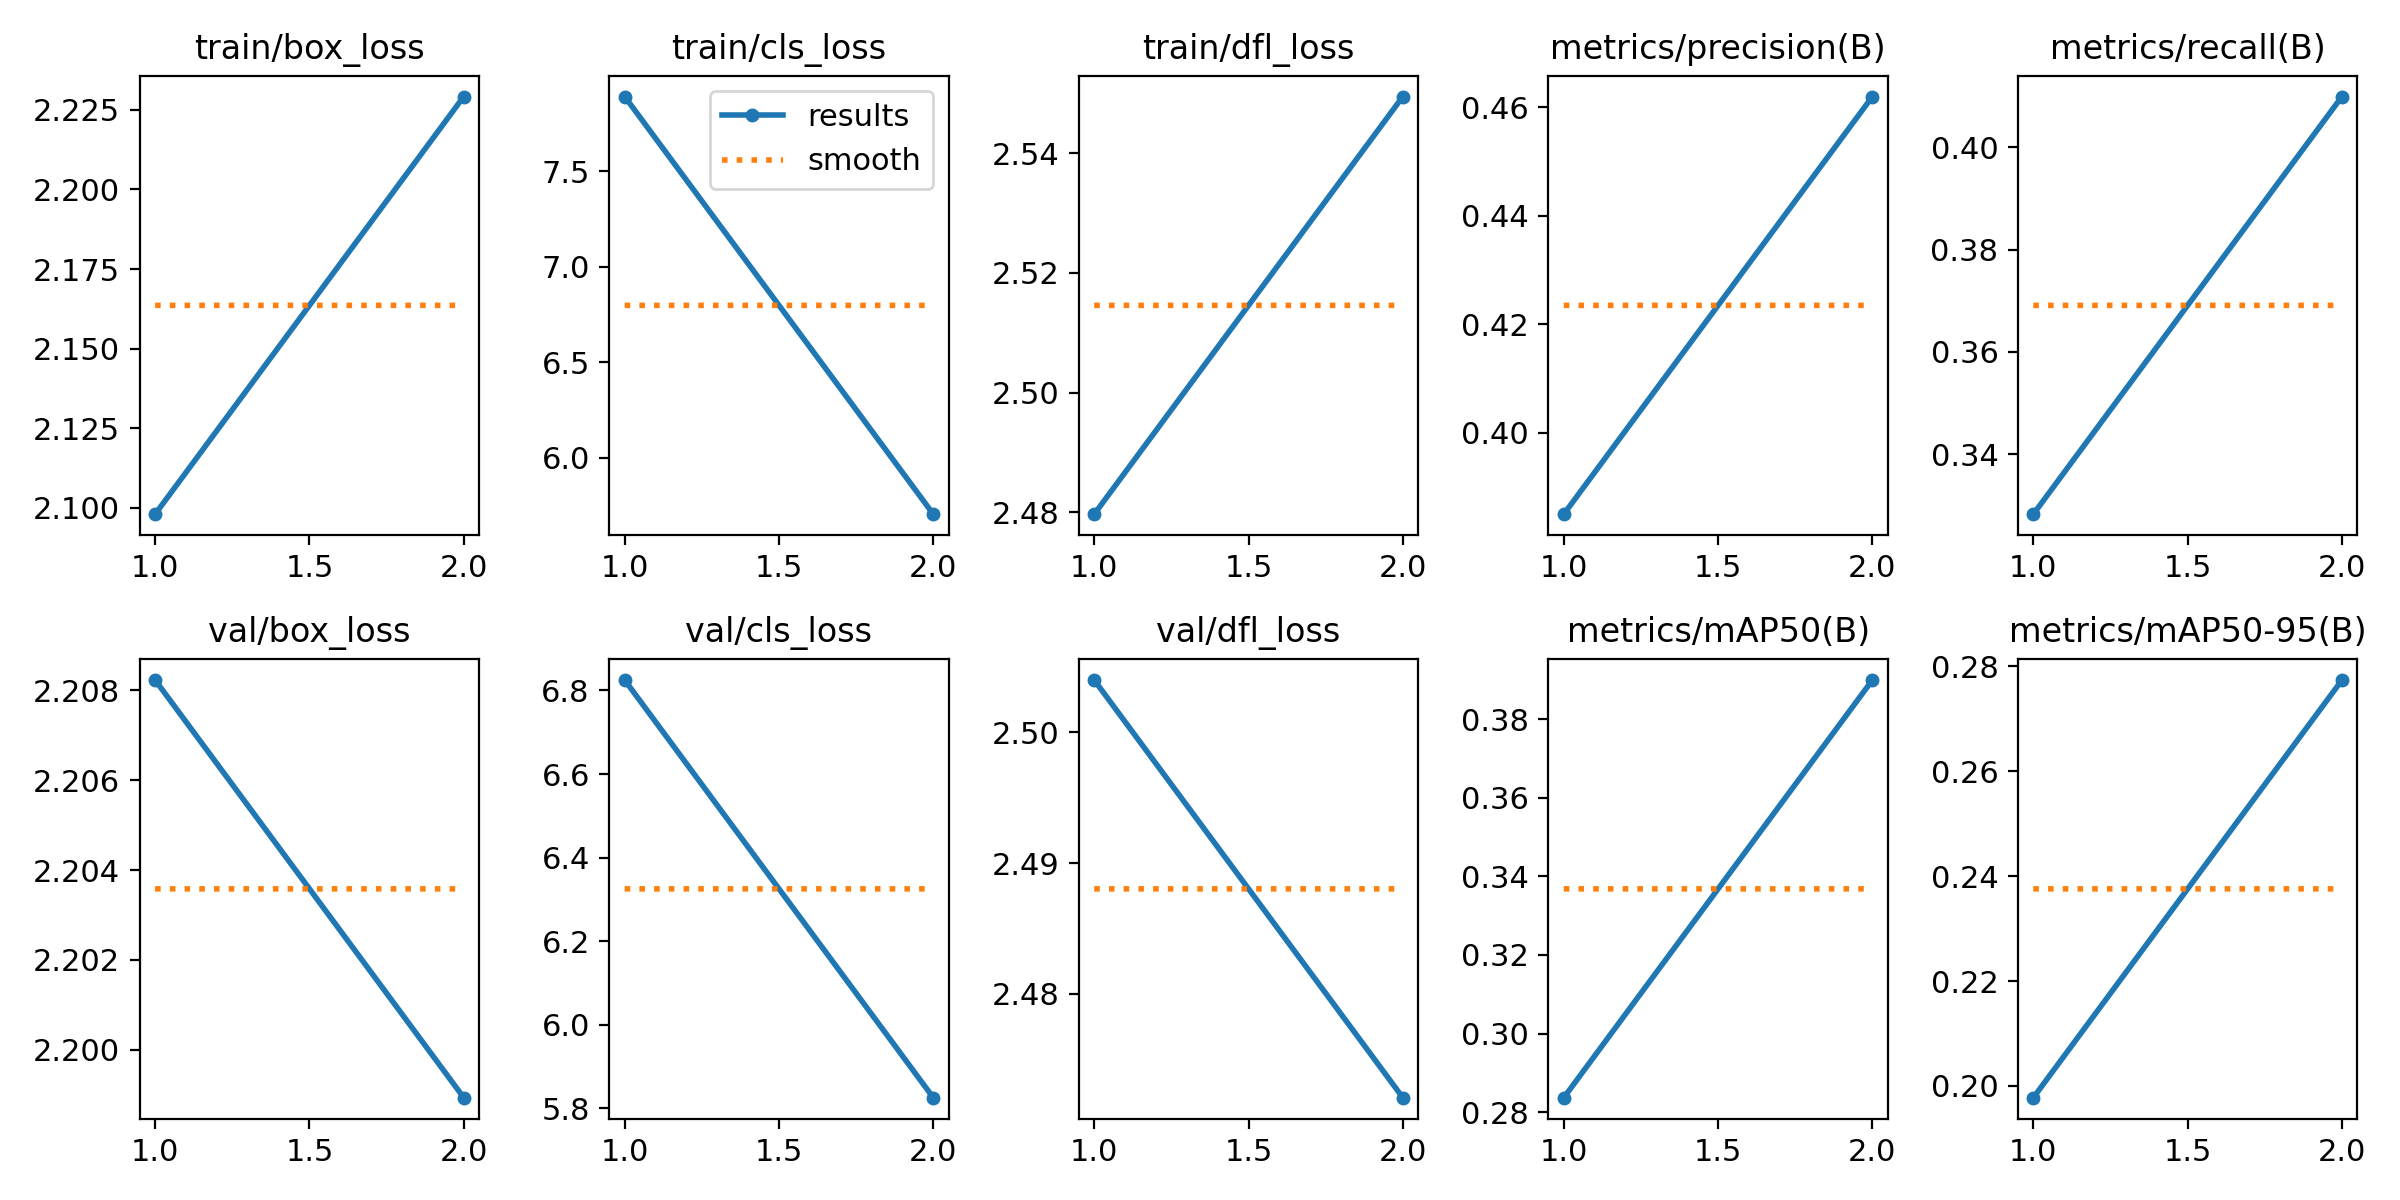 train/box_loss
2.225
2.200
2.175
2.150
2.125
2.100
1.0 1.5 2.0
train/cls_loss
results
smooth
7.5
7.0
6.5
6.0
1.0 1.5 2.0
train/dfl_loss
2.54
2.52
2.50
2.48
1.0 1.5 2.0
metrics/precision(B)
0.46
0.44
0.42
0.40
1.0 1.5 2.0
metrics/recall(B)
0.40
0.38
0.36
0.34
1.0 1.5 2.0
val/box_loss
2.208
2.206
2.204
2.202
2.200
1.0 1.5 2.0
val/cls_loss
6.8
6.6
6.4
6.2
6.0
5.8
1.0 1.5 2.0
val/dfl_loss
2.50
2.49
2.48
1.0 1.5 2.0
metrics/mAP50(B)
0.38
0.36
0.34
0.32
0.30
0.28
1.0 1.5 2.0
metrics/mAP50-95(B)
0.28
0.26
0.24
0.22
0.20
1.0 1.5 2.0